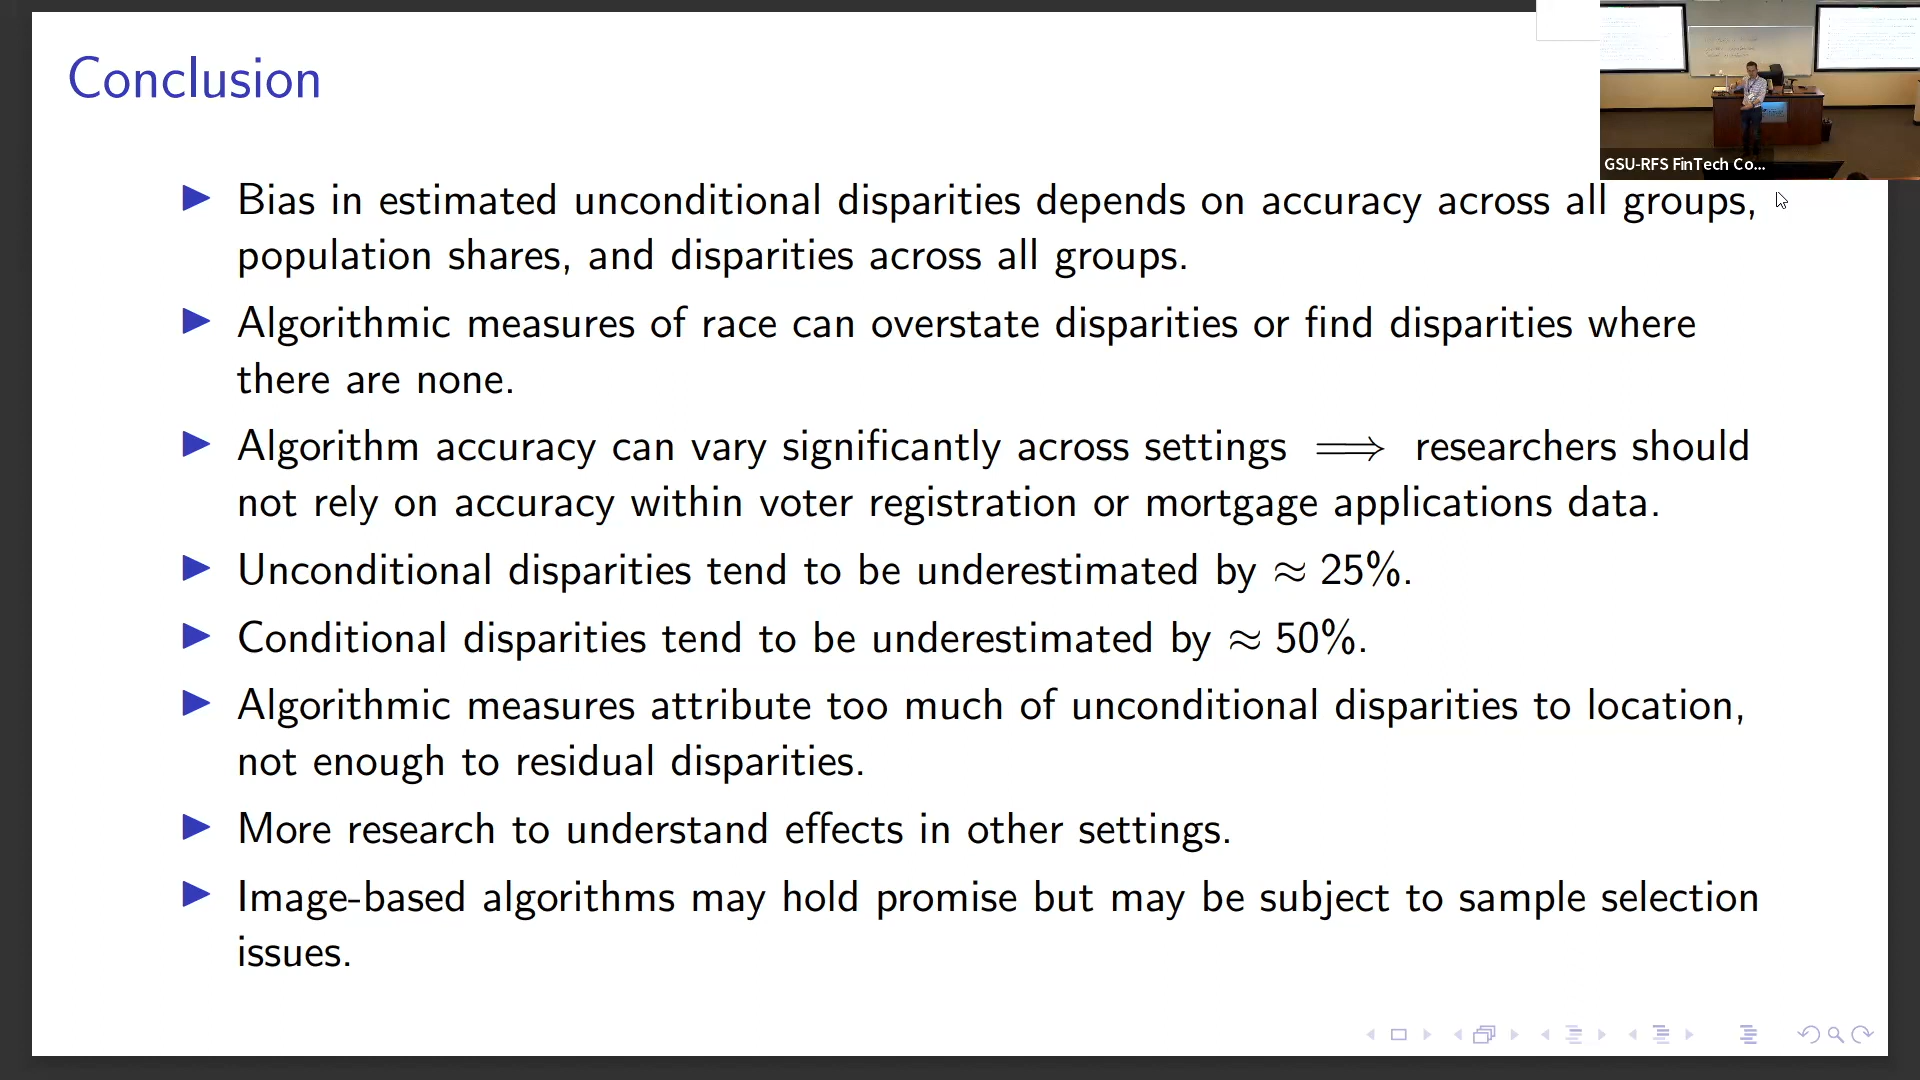 Conclusion
GSU-RFS FinTech Co...
▶ Bias in estimated unconditional disparities depends on accuracy across all groups,
population shares, and disparities across all groups.
▶ Algorithmic measures of race can overstate disparities or find disparities where
there are none.
▶ Algorithm accuracy can vary significantly across settings ⟹ researchers should
not rely on accuracy within voter registration or mortgage applications data.
▶ Unconditional disparities tend to be underestimated by ≈ 25%.
▶ Conditional disparities tend to be underestimated by ≈ 50%.
▶ Algorithmic measures attribute too much of unconditional disparities to location,
not enough to residual disparities.
▶ More research to understand effects in other settings.
▶ Image-based algorithms may hold promise but may be subject to sample selection
issues.